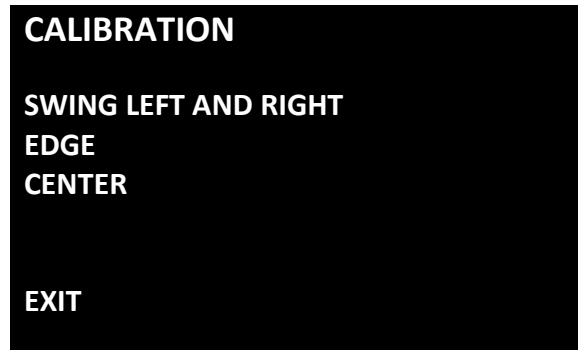 CALIBRATION
SWING LEFT AND RIGHT
EDGE
CENTER
EXIT